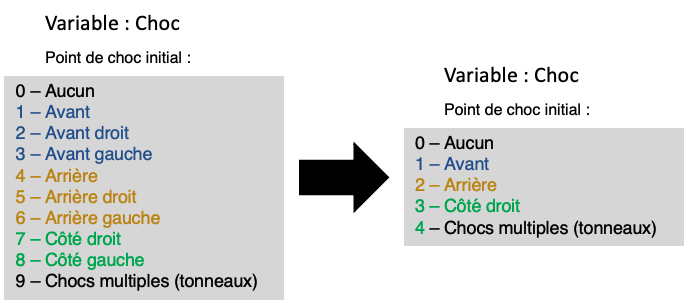 Variable : Choc
Point de choc initial :
0 – Aucun
1 – Avant
2 – Avant droit
3 – Avant gauche
4 – Arrière
5 – Arrière droit
6 – Arrière gauche
7 – Côté droit
8 – Côté gauche
9 – Chocs multiples (tonneaux)
Variable : Choc
Point de choc initial :
0 – Aucun
1 – Avant
2 – Arrière
3 – Côté droit
4 – Chocs multiples (tonneaux)